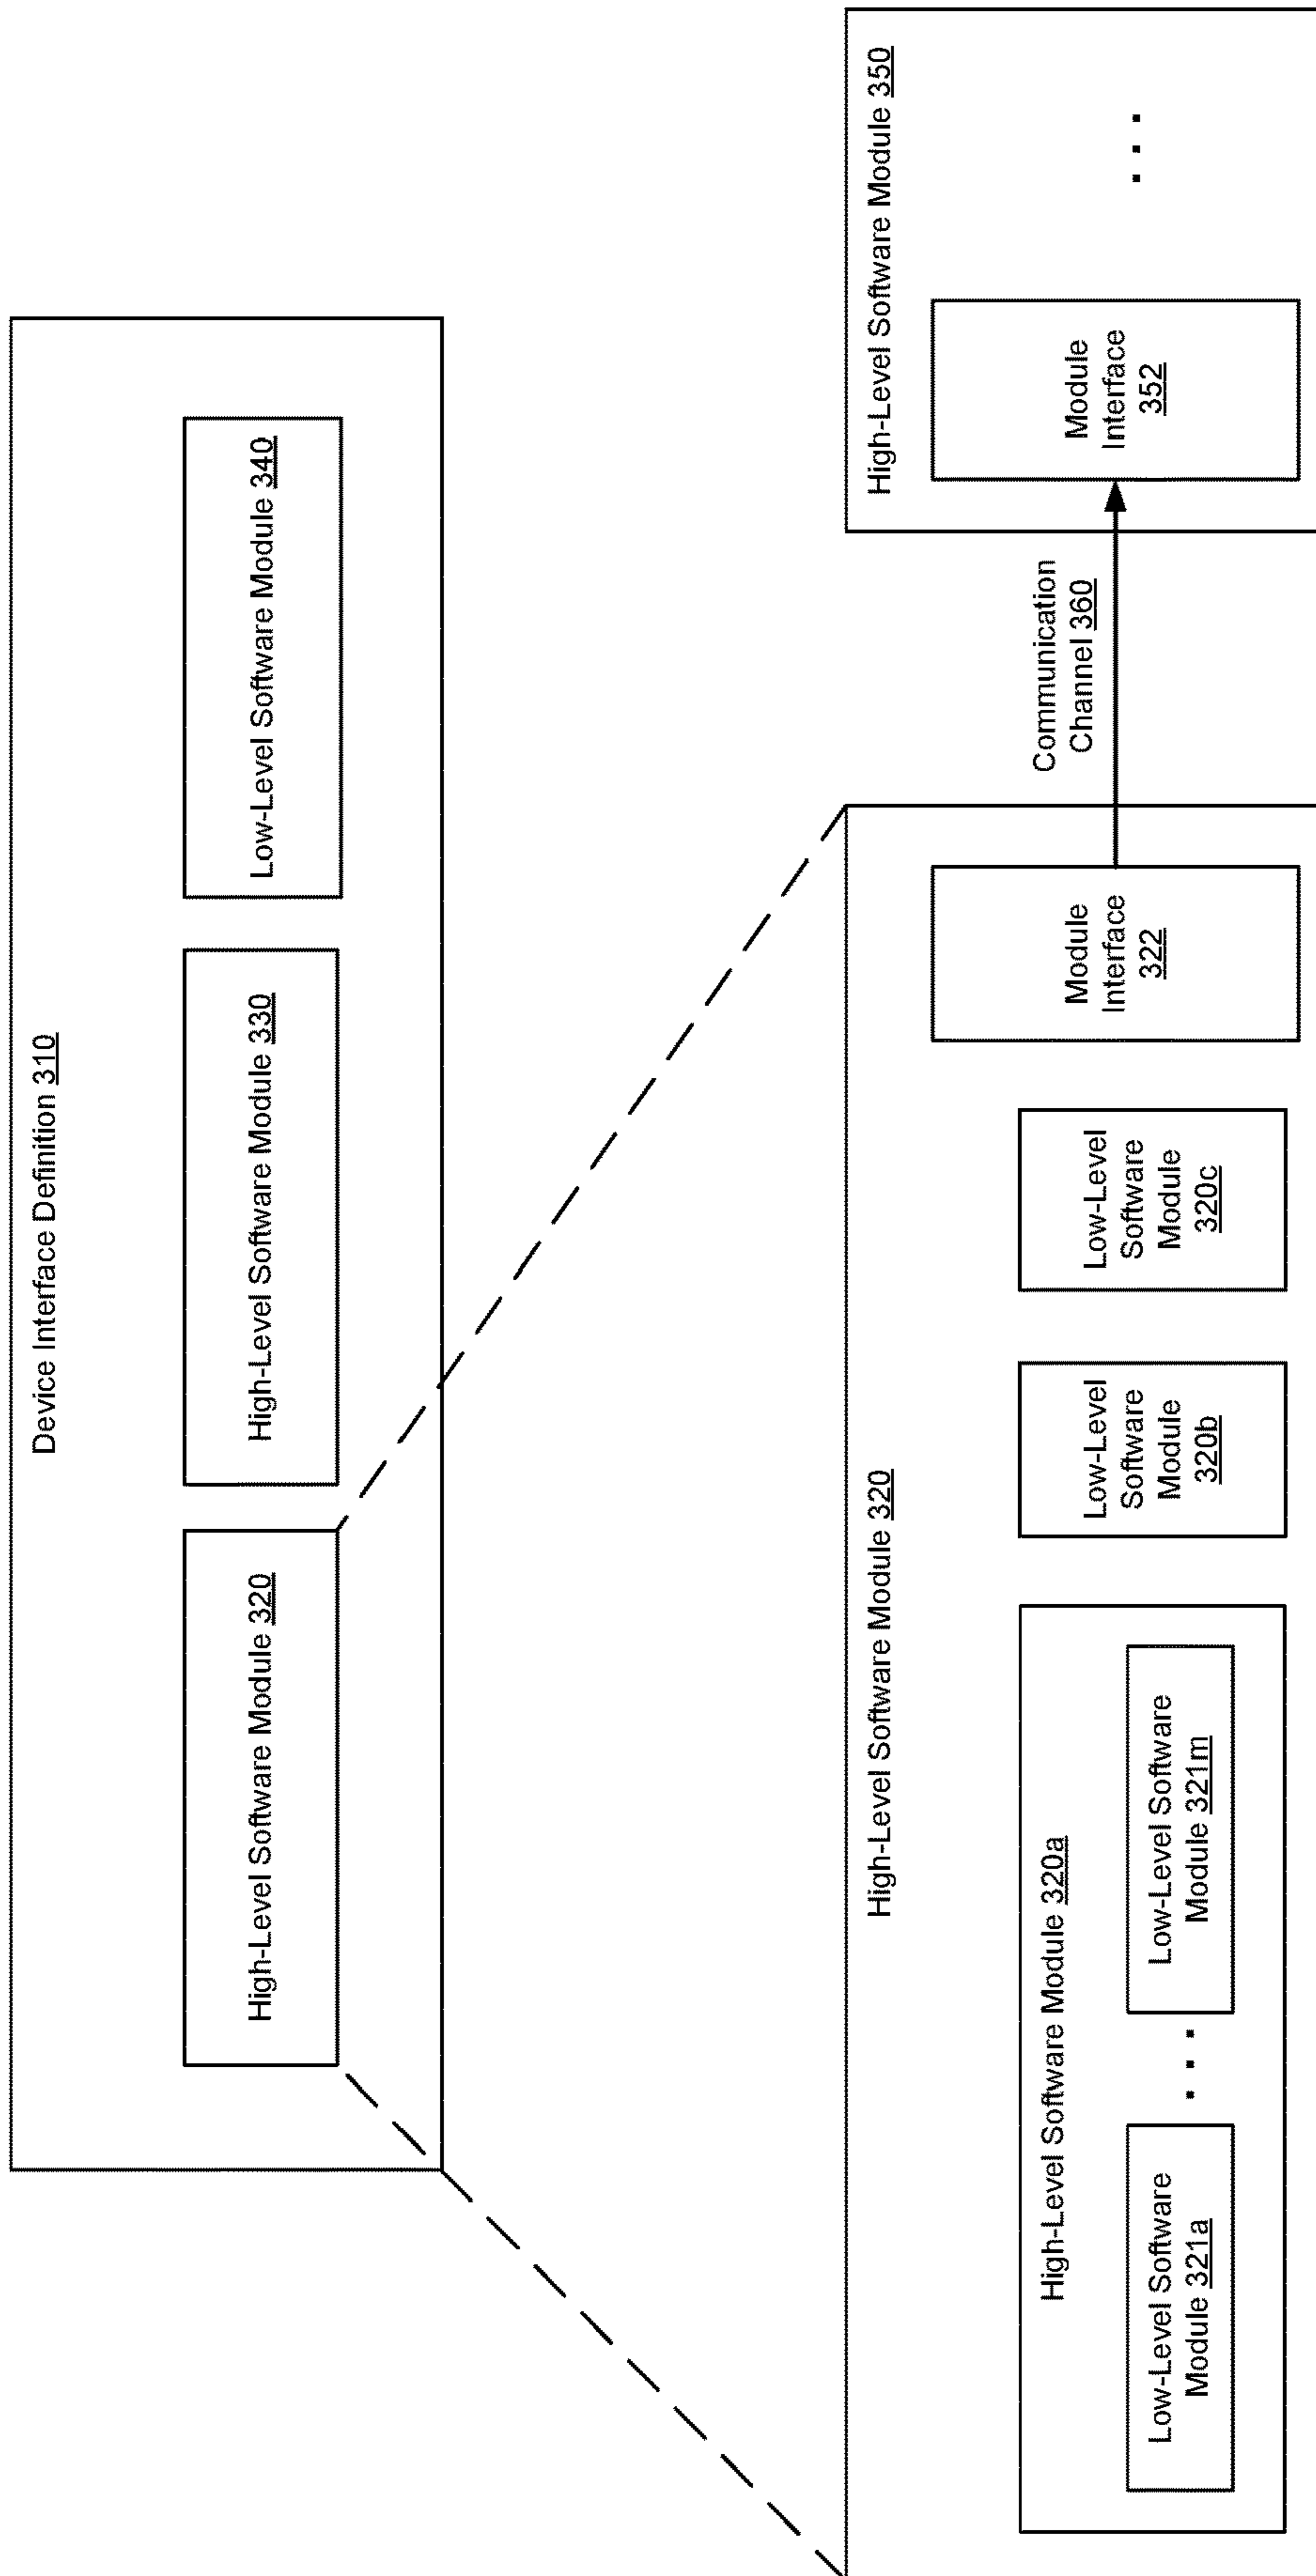 Device Interface Definition 310
High-Level Software Module 320
High-Level Software Module 330
Low-Level Software Module 340
High-Level Software Module 320
High-Level Software Module 320a
Low-Level Software
Module 321a
. . .
Low-Level Software
Module 321m
Low-Level
Software
Module
320b
Low-Level
Software
Module
320c
Module
Interface
322
Communication
Channel 360
High-Level Software Module 350
Module
Interface
352
. . .